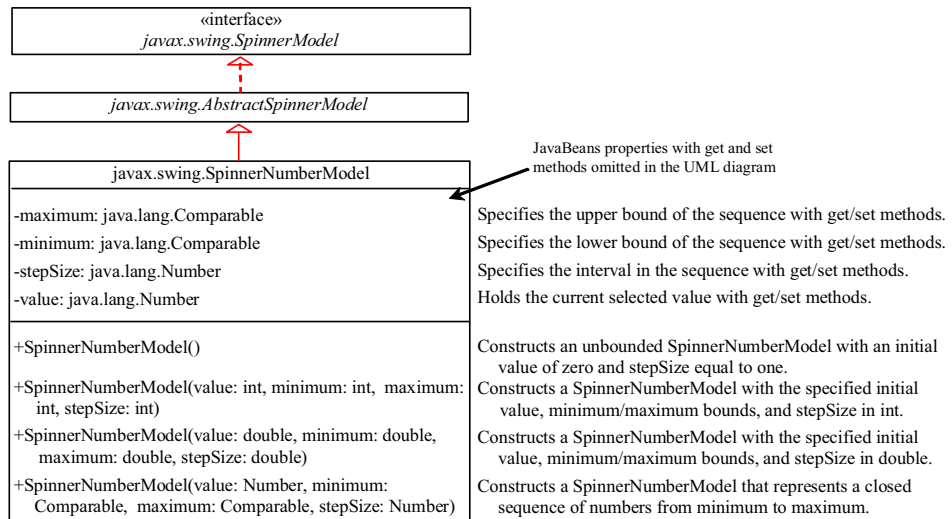 «interface»
javax.swing.SpinnerModel
javax.swing.AbstractSpinnerModel
JavaBeans properties with get and set
methods omitted in the UML diagram
javax.swing.SpinnerNumberModel
-maximum: java.lang.Comparable
Specifies the upper bound of the sequence with get/set methods.
-minimum: java.lang.Comparable
Specifies the lower bound of the sequence with get/set methods.
-stepSize: java.lang.Number
Specifies the interval in the sequence with get/set methods.
-value: java.lang.Number
Holds the current selected value with get/set methods.
+SpinnerNumberModel()
Constructs an unbounded SpinnerNumberModel with an initial
value of zero and stepSize equal to one.
+SpinnerNumberModel(value: int, minimum: int, maximum:
int, stepSize: int)
Constructs a SpinnerNumberModel with the specified initial
value, minimum/maximum bounds, and stepSize in int.
+SpinnerNumberModel(value: double, minimum: double,
maximum: double, stepSize: double)
Constructs a SpinnerNumberModel with the specified initial
value, minimum/maximum bounds, and stepSize in double.
+SpinnerNumberModel(value: Number, minimum:
Comparable, maximum: Comparable, stepSize: Number)
Constructs a SpinnerNumberModel that represents a closed
sequence of numbers from minimum to maximum.